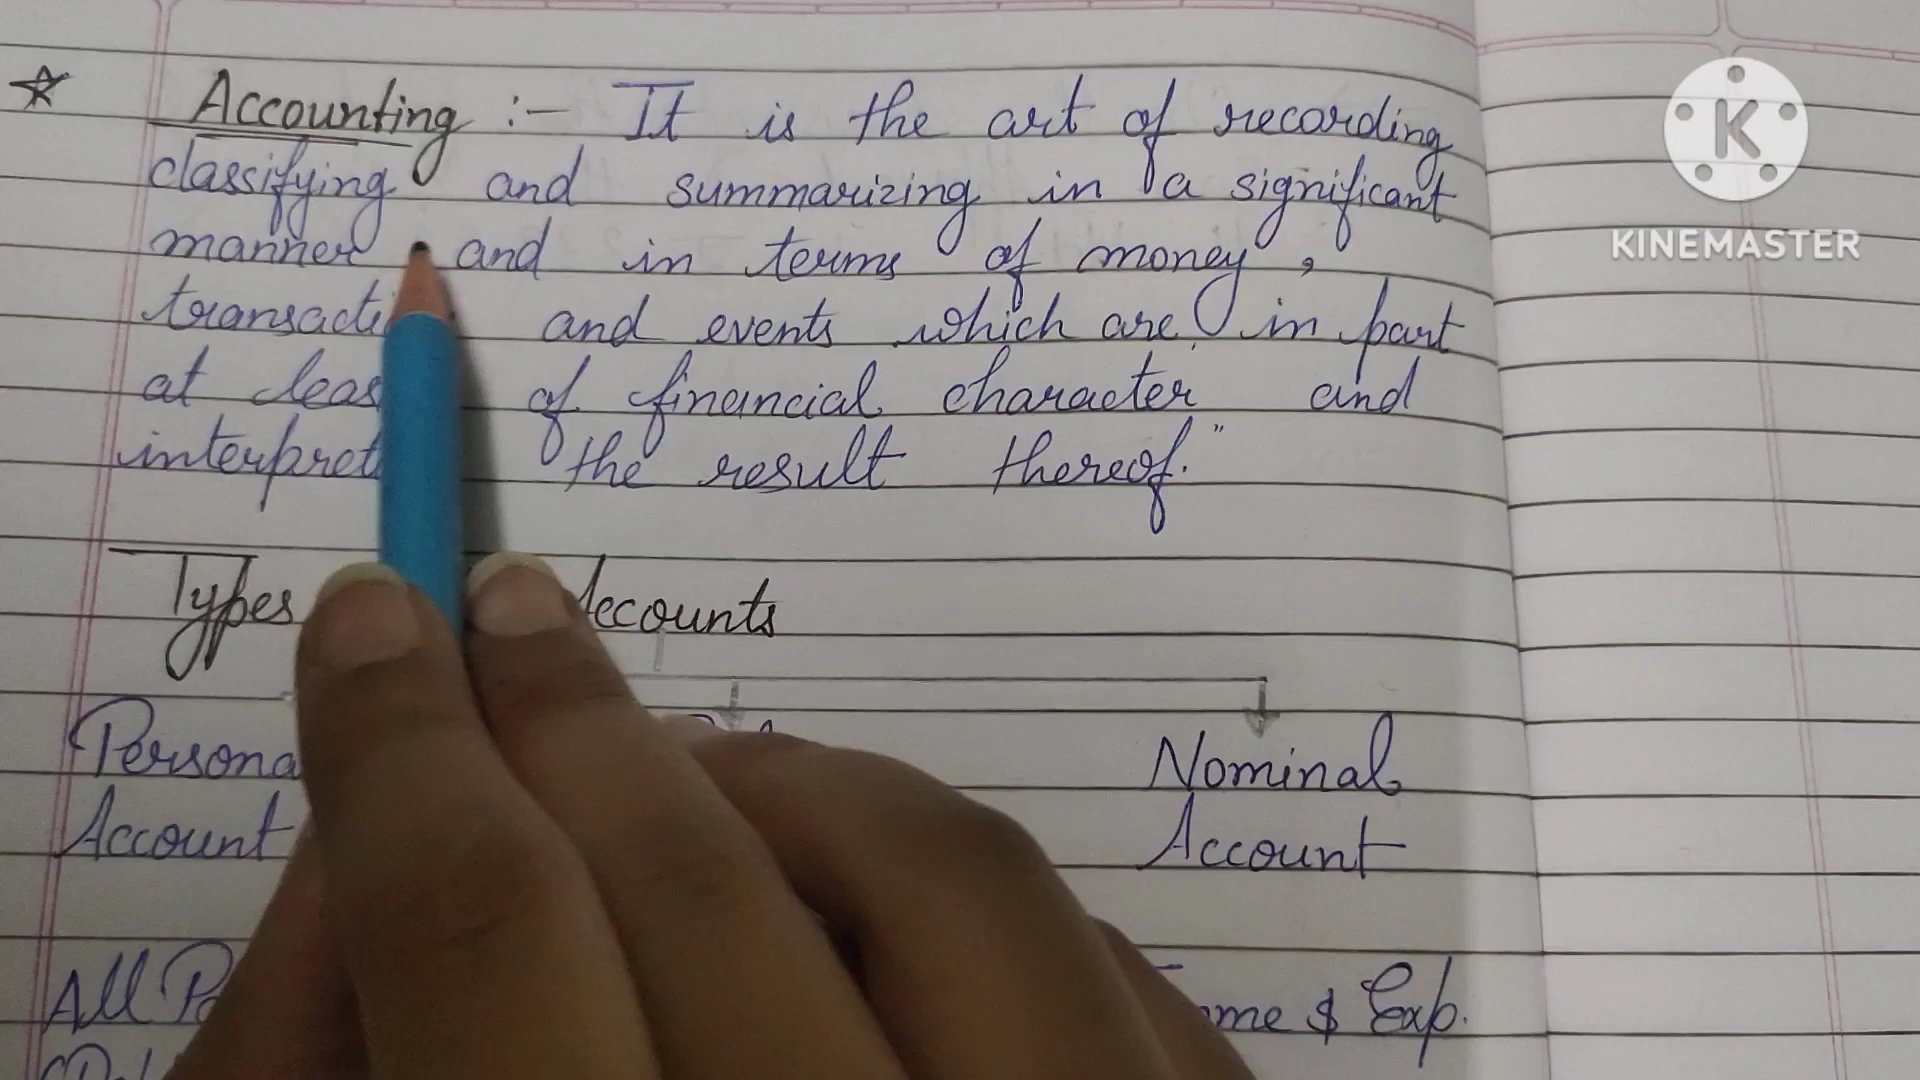 Accounting :- It is the art of recording
classifying and summarizing in a significant
manner and in terms of money,
and events which are in part
at of financial character and
the result thereof."
Types Accounts
Nominal
Account Account
All & Exp.
K
KINEMASTER